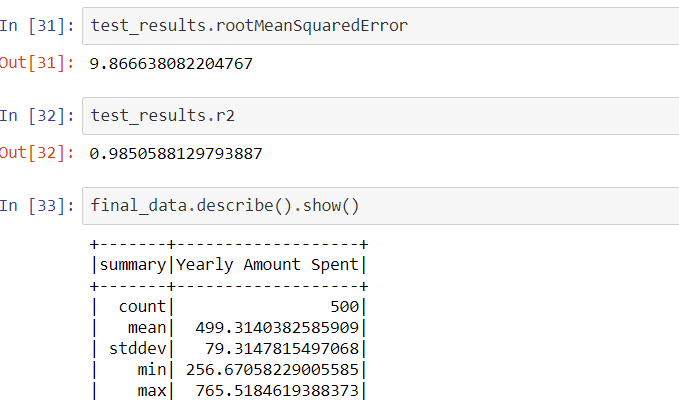 In [31]: test_results.rootMeanSquaredError
Out[31]: 9.866638082204767
In [32]: test_results.r2
Out[32]: 0.9850588129793887
In [33]: final_data.describe().show()
+-------+-------------------+
|summary|Yearly Amount Spent|
+-------+-------------------+
|  count|                500|
|   mean|  499.3140382585909|
| stddev|   79.3147815497068|
|    min| 256.67058229005585|
|    max|  765.5184619388373|